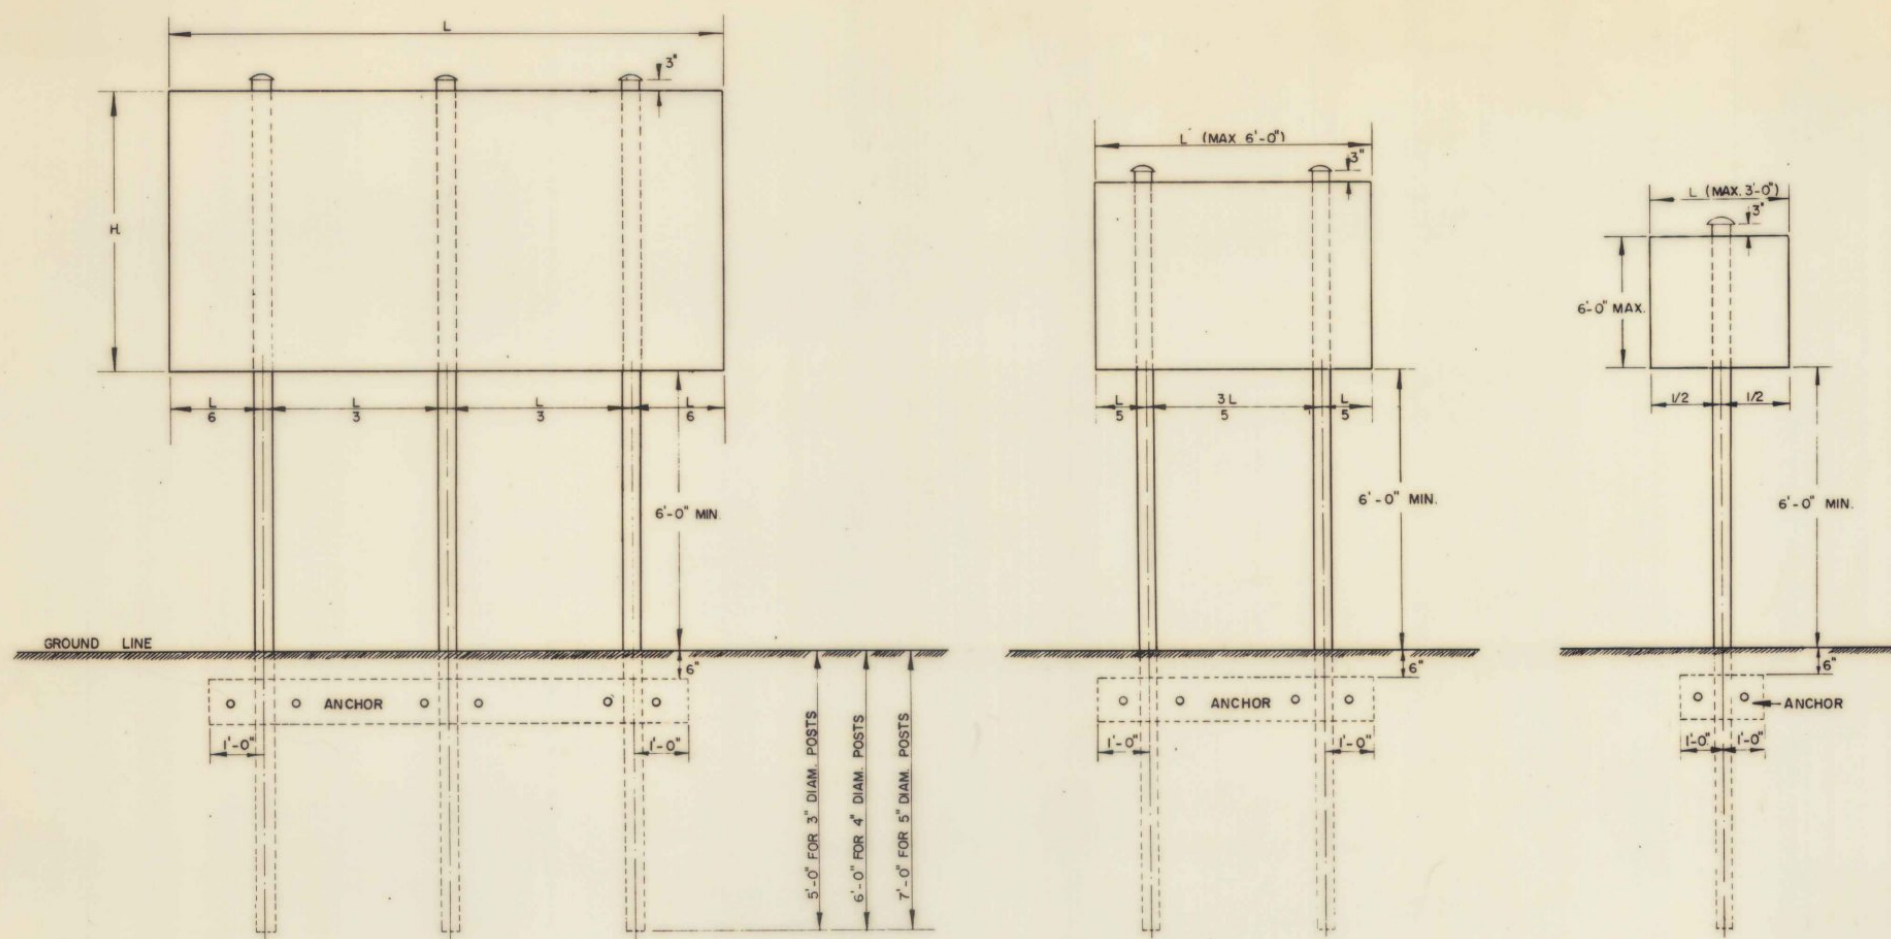 L
3"
H.
L
6
L
3
L
3
L
6
6'-0" MIN.
GROUND LINE
6"
ANCHOR
1'-0"
1'-0"
5'-0" FOR 3" DIAM. POSTS
6'-0" FOR 4" DIAM. POSTS
7'-0" FOR 5" DIAM. POSTS
L (MAX. 6'-0")
3"
L
5
3L
5
L
5
6'-0" MIN.
6"
ANCHOR
1'-0"
1'-0"
L (MAX. 3'-0")
3"
6'-0" MAX.
1/2
1/2
6'-0" MIN.
6"
ANCHOR
1'-0"
1'-0"